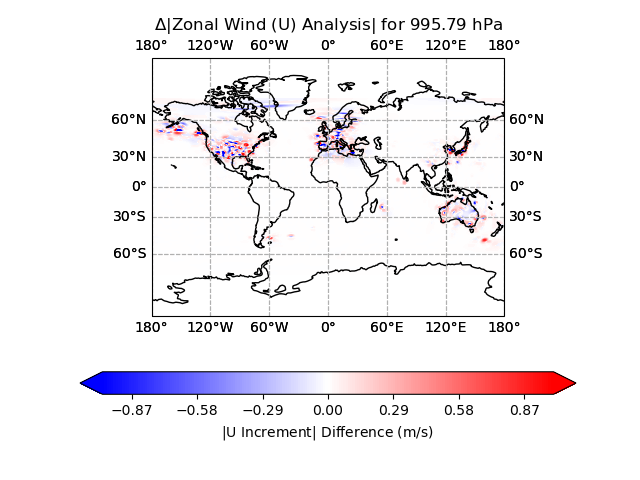 Δ|Zonal Wind (U) Analysis| for 995.79 hPa
180° 120°W 60°W 0° 60°E 120°E 180°
60°N 60°N
30°N 30°N
0° 0°
30°S 30°S
60°S 60°S
180° 120°W 60°W 0° 60°E 120°E 180°
−0.87 −0.58 −0.29 0.00 0.29 0.58 0.87
|U Increment| Difference (m/s)